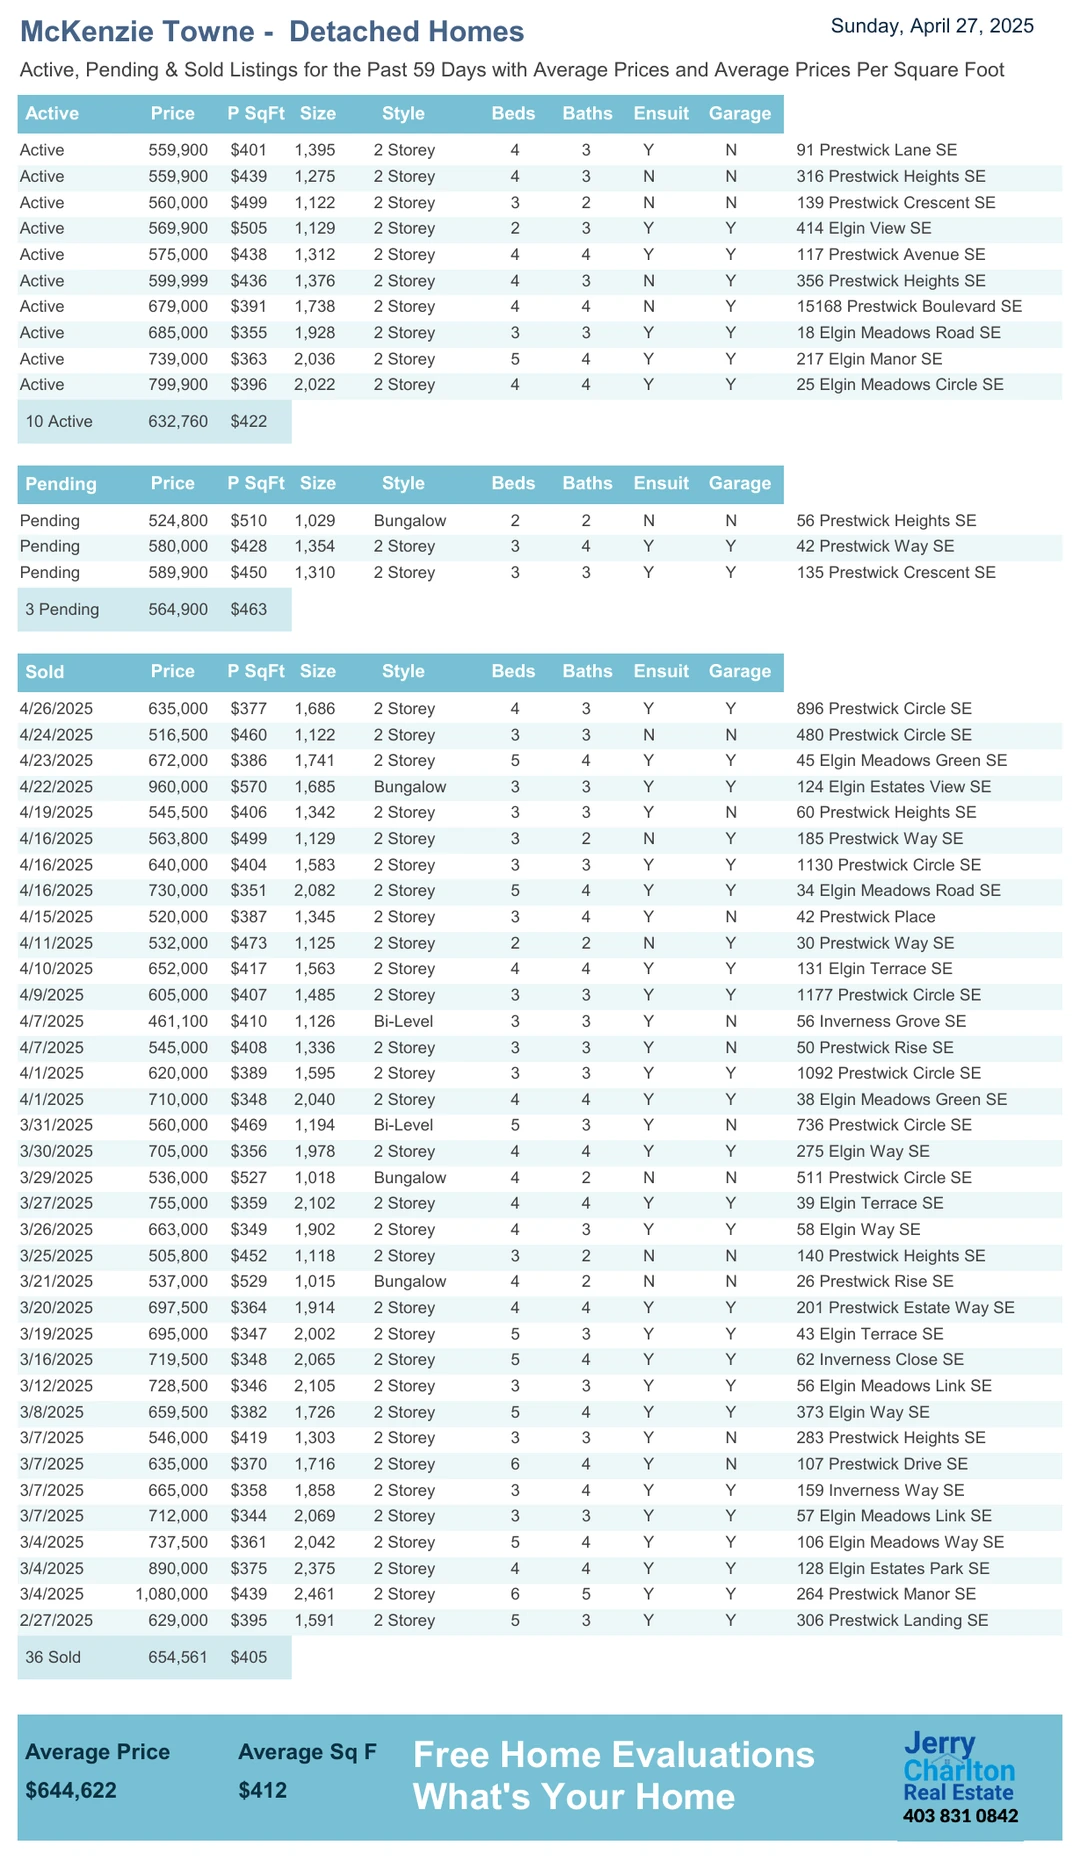 McKenzie Towne - Detached Homes
Sunday, April 27, 2025
Active, Pending & Sold Listings for the Past 59 Days with Average Prices and Average Prices Per Square Foot
Active Price P SqFt Size Style Beds Baths Ensuit Garage
Active 559,900 $401 1,395 2 Storey 4 3 Y N 91 Prestwick Lane SE
Active 559,900 $439 1,275 2 Storey 4 3 N N 316 Prestwick Heights SE
Active 560,000 $499 1,122 2 Storey 3 2 N N 139 Prestwick Crescent SE
Active 569,900 $505 1,129 2 Storey 2 3 Y Y 414 Elgin View SE
Active 575,000 $438 1,312 2 Storey 4 4 Y Y 117 Prestwick Avenue SE
Active 599,999 $436 1,376 2 Storey 4 3 N Y 356 Prestwick Heights SE
Active 679,000 $391 1,738 2 Storey 4 4 N Y 15168 Prestwick Boulevard SE
Active 685,000 $355 1,928 2 Storey 3 3 Y Y 18 Elgin Meadows Road SE
Active 739,000 $363 2,036 2 Storey 5 4 Y Y 217 Elgin Manor SE
Active 799,900 $396 2,022 2 Storey 4 4 Y Y 25 Elgin Meadows Circle SE
10 Active 632,760 $422
Pending Price P SqFt Size Style Beds Baths Ensuit Garage
Pending 524,800 $510 1,029 Bungalow 2 2 N N 56 Prestwick Heights SE
Pending 580,000 $428 1,354 2 Storey 3 4 Y Y 42 Prestwick Way SE
Pending 589,900 $450 1,310 2 Storey 3 3 Y Y 135 Prestwick Crescent SE
3 Pending 564,900 $463
Sold Price P SqFt Size Style Beds Baths Ensuit Garage
4/26/2025 635,000 $377 1,686 2 Storey 4 3 Y Y 896 Prestwick Circle SE
4/24/2025 516,500 $460 1,122 2 Storey 3 3 N N 480 Prestwick Circle SE
4/23/2025 672,000 $386 1,741 2 Storey 5 4 Y Y 45 Elgin Meadows Green SE
4/22/2025 960,000 $570 1,685 Bungalow 3 3 Y Y 124 Elgin Estates View SE
4/19/2025 545,500 $406 1,342 2 Storey 3 3 Y N 60 Prestwick Heights SE
4/16/2025 563,800 $499 1,129 2 Storey 3 2 N Y 185 Prestwick Way SE
4/16/2025 640,000 $404 1,583 2 Storey 3 3 Y Y 1130 Prestwick Circle SE
4/16/2025 730,000 $351 2,082 2 Storey 5 4 Y Y 34 Elgin Meadows Road SE
4/15/2025 520,000 $387 1,345 2 Storey 3 4 Y N 42 Prestwick Place
4/11/2025 532,000 $473 1,125 2 Storey 2 2 N Y 30 Prestwick Way SE
4/10/2025 652,000 $417 1,563 2 Storey 4 4 Y Y 131 Elgin Terrace SE
4/9/2025 605,000 $407 1,485 2 Storey 3 3 Y Y 1177 Prestwick Circle SE
4/7/2025 461,100 $410 1,126 Bi-Level 3 3 Y N 56 Inverness Grove SE
4/7/2025 545,000 $408 1,336 2 Storey 3 3 Y N 50 Prestwick Rise SE
4/1/2025 620,000 $389 1,595 2 Storey 3 3 Y Y 1092 Prestwick Circle SE
4/1/2025 710,000 $348 2,040 2 Storey 4 4 Y Y 38 Elgin Meadows Green SE
3/31/2025 560,000 $469 1,194 Bi-Level 5 3 Y N 736 Prestwick Circle SE
3/30/2025 705,000 $356 1,978 2 Storey 4 4 Y Y 275 Elgin Way SE
3/29/2025 536,000 $527 1,018 Bungalow 4 2 N N 511 Prestwick Circle SE
3/27/2025 755,000 $359 2,102 2 Storey 4 4 Y Y 39 Elgin Terrace SE
3/26/2025 663,000 $349 1,902 2 Storey 4 3 Y Y 58 Elgin Way SE
3/25/2025 505,800 $452 1,118 2 Storey 3 2 N N 140 Prestwick Heights SE
3/21/2025 537,000 $529 1,015 Bungalow 4 2 N N 26 Prestwick Rise SE
3/20/2025 697,500 $364 1,914 2 Storey 4 4 Y Y 201 Prestwick Estate Way SE
3/19/2025 695,000 $347 2,002 2 Storey 5 3 Y Y 43 Elgin Terrace SE
3/16/2025 719,500 $348 2,065 2 Storey 5 4 Y Y 62 Inverness Close SE
3/12/2025 728,500 $346 2,105 2 Storey 3 3 Y Y 56 Elgin Meadows Link SE
3/8/2025 659,500 $382 1,726 2 Storey 5 4 Y Y 373 Elgin Way SE
3/7/2025 546,000 $419 1,303 2 Storey 3 3 Y N 283 Prestwick Heights SE
3/7/2025 635,000 $370 1,716 2 Storey 6 4 Y N 107 Prestwick Drive SE
3/7/2025 665,000 $358 1,858 2 Storey 3 4 Y Y 159 Inverness Way SE
3/7/2025 712,000 $344 2,069 2 Storey 3 3 Y Y 57 Elgin Meadows Link SE
3/4/2025 737,500 $361 2,042 2 Storey 5 4 Y Y 106 Elgin Meadows Way SE
3/4/2025 890,000 $375 2,375 2 Storey 4 4 Y Y 128 Elgin Estates Park SE
3/4/2025 1,080,000 $439 2,461 2 Storey 6 5 Y Y 264 Prestwick Manor SE
2/27/2025 629,000 $395 1,591 2 Storey 5 3 Y Y 306 Prestwick Landing SE
36 Sold 654,561 $405
Average Price Average Sq F
$644,622 $412
Free Home Evaluations
What's Your Home
Jerry
Charlton
Real Estate
403 831 0842